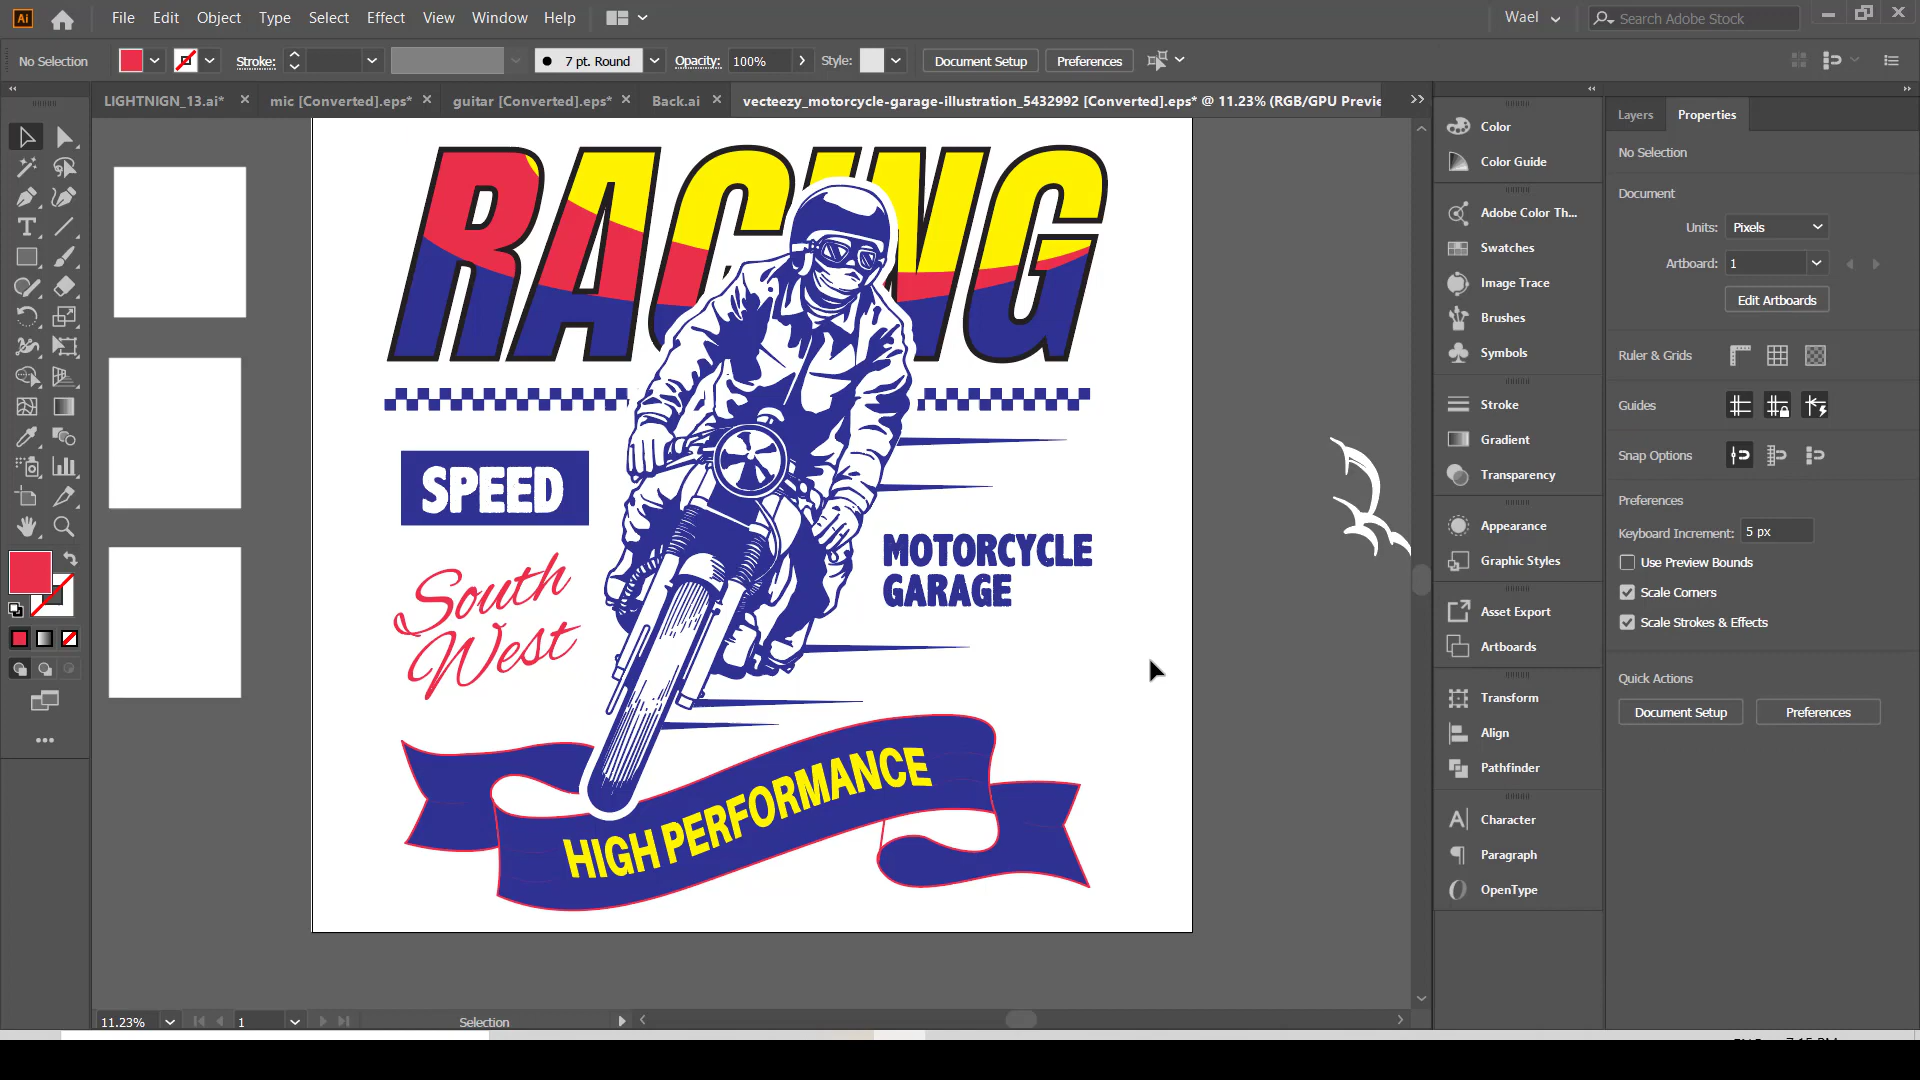 Ai File Edit Object Type Select Effect View Window Help Wael Search Adobe Stock
No Selection Stroke: 7 pt. Round Opacity: 100% Style: Document Setup Preferences
LIGHTNIGN_13.ai* × mic [Converted].eps* × guitar [Converted].eps* × Back.ai × vecteezy_motorcycle-garage-illustration_5432992 [Converted].eps* @ 11.23% (RGB/GPU Previe
RACING
SPEED
South
West
MOTORCYCLE
GARAGE
HIGH PERFORMANCE
11.23% 1 Selection
Color
Color Guide
Adobe Color Th...
Swatches
Image Trace
Brushes
Symbols
Stroke
Gradient
Transparency
Appearance
Graphic Styles
Asset Export
Artboards
Transform
Align
Pathfinder
Character
Paragraph
OpenType
Layers Properties
No Selection
Document
Units: Pixels
Artboard: 1
Edit Artboards
Ruler & Grids
Guides
Snap Options
Preferences
Keyboard Increment: 5 px
Use Preview Bounds
Scale Corners
Scale Strokes & Effects
Quick Actions
Document Setup Preferences